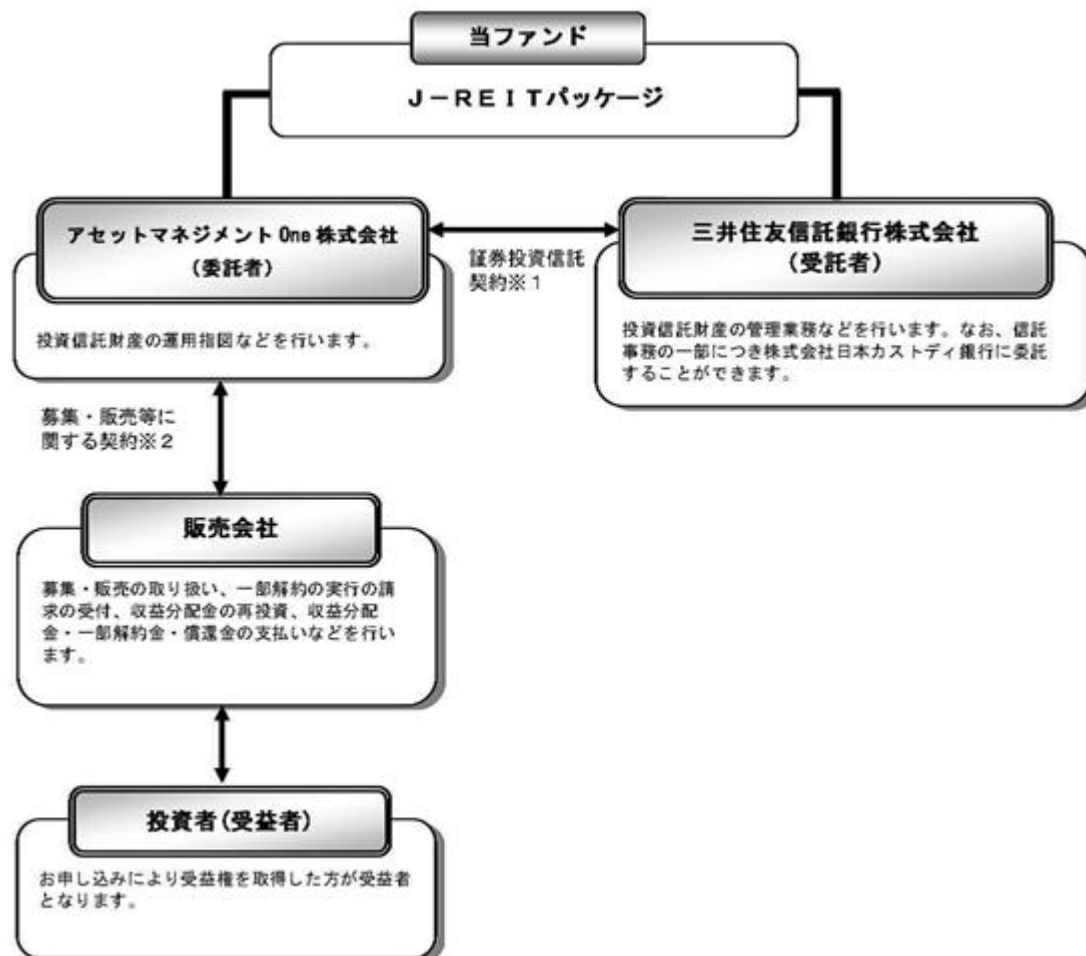 当ファンド
J－REITパッケージ
アセットマネジメント One 株式会社
（委託者）
投資信託財産の運用指図などを行います。
証券投資信託
契約※１
三井住友信託銀行株式会社
（受託者）
投資信託財産の管理業務などを行います。なお、信託
事務の一部につき株式会社日本カストディ銀行に委託
することができます。
募集・販売等に
関する契約※２
販売会社
募集・販売の取り扱い、一部解約の実行の請
求の受付、収益分配金の再投資、収益分配
金・一部解約金・償還金の支払いなどを行い
ます。
投資者(受益者)
お申し込みにより受益権を取得した方が受益者
となります。